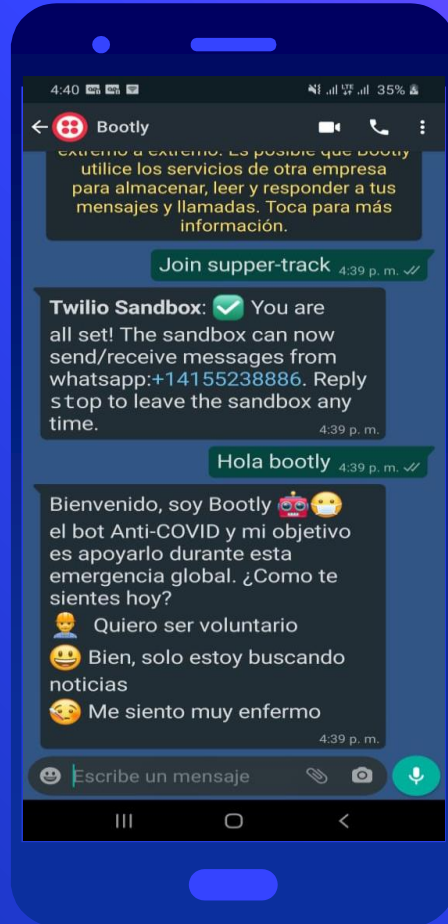 4:40
LTE
35%
Bootly
extremo a extremo. Es posible que Bootly
utilice los servicios de otra empresa
para almacenar, leer y responder a tus
mensajes y llamadas. Toca para más
información.
Join supper-track 4:39 p. m.
Twilio Sandbox: ✅ You are
all set! The sandbox can now
send/receive messages from
whatsapp:+14155238886. Reply
stop to leave the sandbox any
time.
4:39 p. m.
Hola bootly 4:39 p. m.
Bienvenido, soy Bootly 🤖😷
el bot Anti-COVID y mi objetivo
es apoyarlo durante esta
emergencia global. ¿Como te
sientes hoy?
👷 Quiero ser voluntario
😃 Bien, solo estoy buscando
noticias
🤒 Me siento muy enfermo
4:39 p. m.
Escribe un mensaje